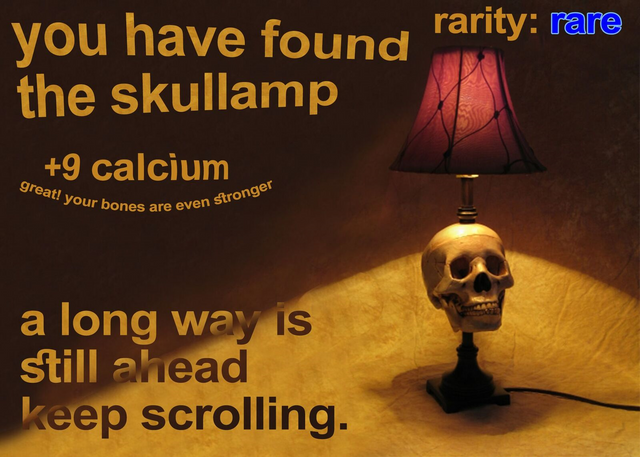 you have found
the skullamp
rarity: rare
+9 calcium
great! your bones are even stronger
a long way is
still ahead
keep scrolling.